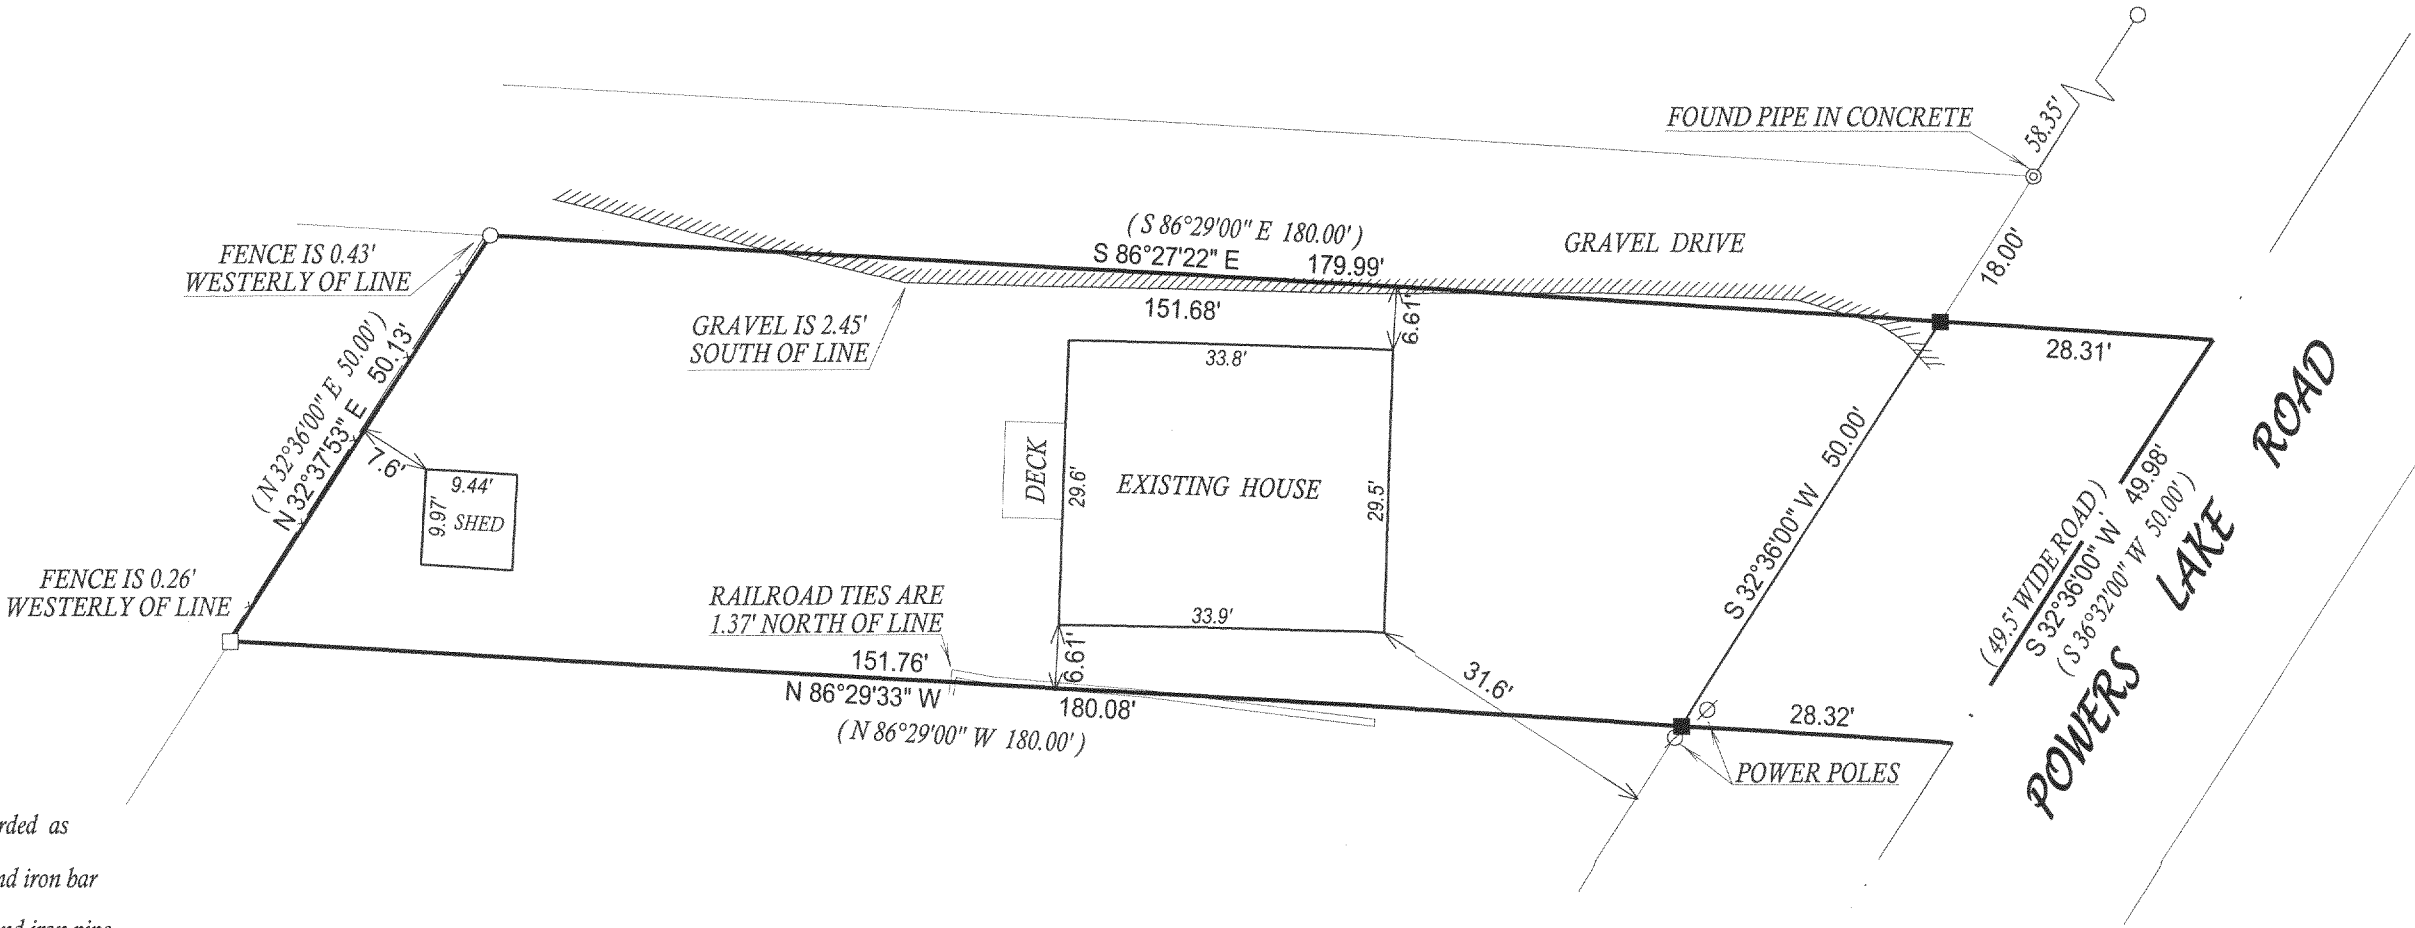 58.35'
FOUND PIPE IN CONCRETE
18.00'
( S 86°29'00" E 180.00' )
S 86°27'22" E 179.99'
GRAVEL DRIVE
FENCE IS 0.43'
WESTERLY OF LINE
GRAVEL IS 2.45'
SOUTH OF LINE
151.68'
6.61'
28.31'
33.8'
( N 32°36'00" E 50.00' )
N 32°37'53" E 50.13'
7.6'
9.44'
9.97'
SHED
DECK
29.6'
EXISTING HOUSE
29.5'
33.9'
S 32°36'00" W 50.00'
( 49.5' WIDE ROAD )
S 32°36'00" W 49.98'
( S 36°32'00" W 50.00' )
POWERS LAKE ROAD
FENCE IS 0.26'
WESTERLY OF LINE
RAILROAD TIES ARE
1.37' NORTH OF LINE
151.76'
6.61'
31.6'
N 86°29'33" W 180.08'
( N 86°29'00" W 180.00' )
28.32'
POWER POLES
rded as
nd iron bar